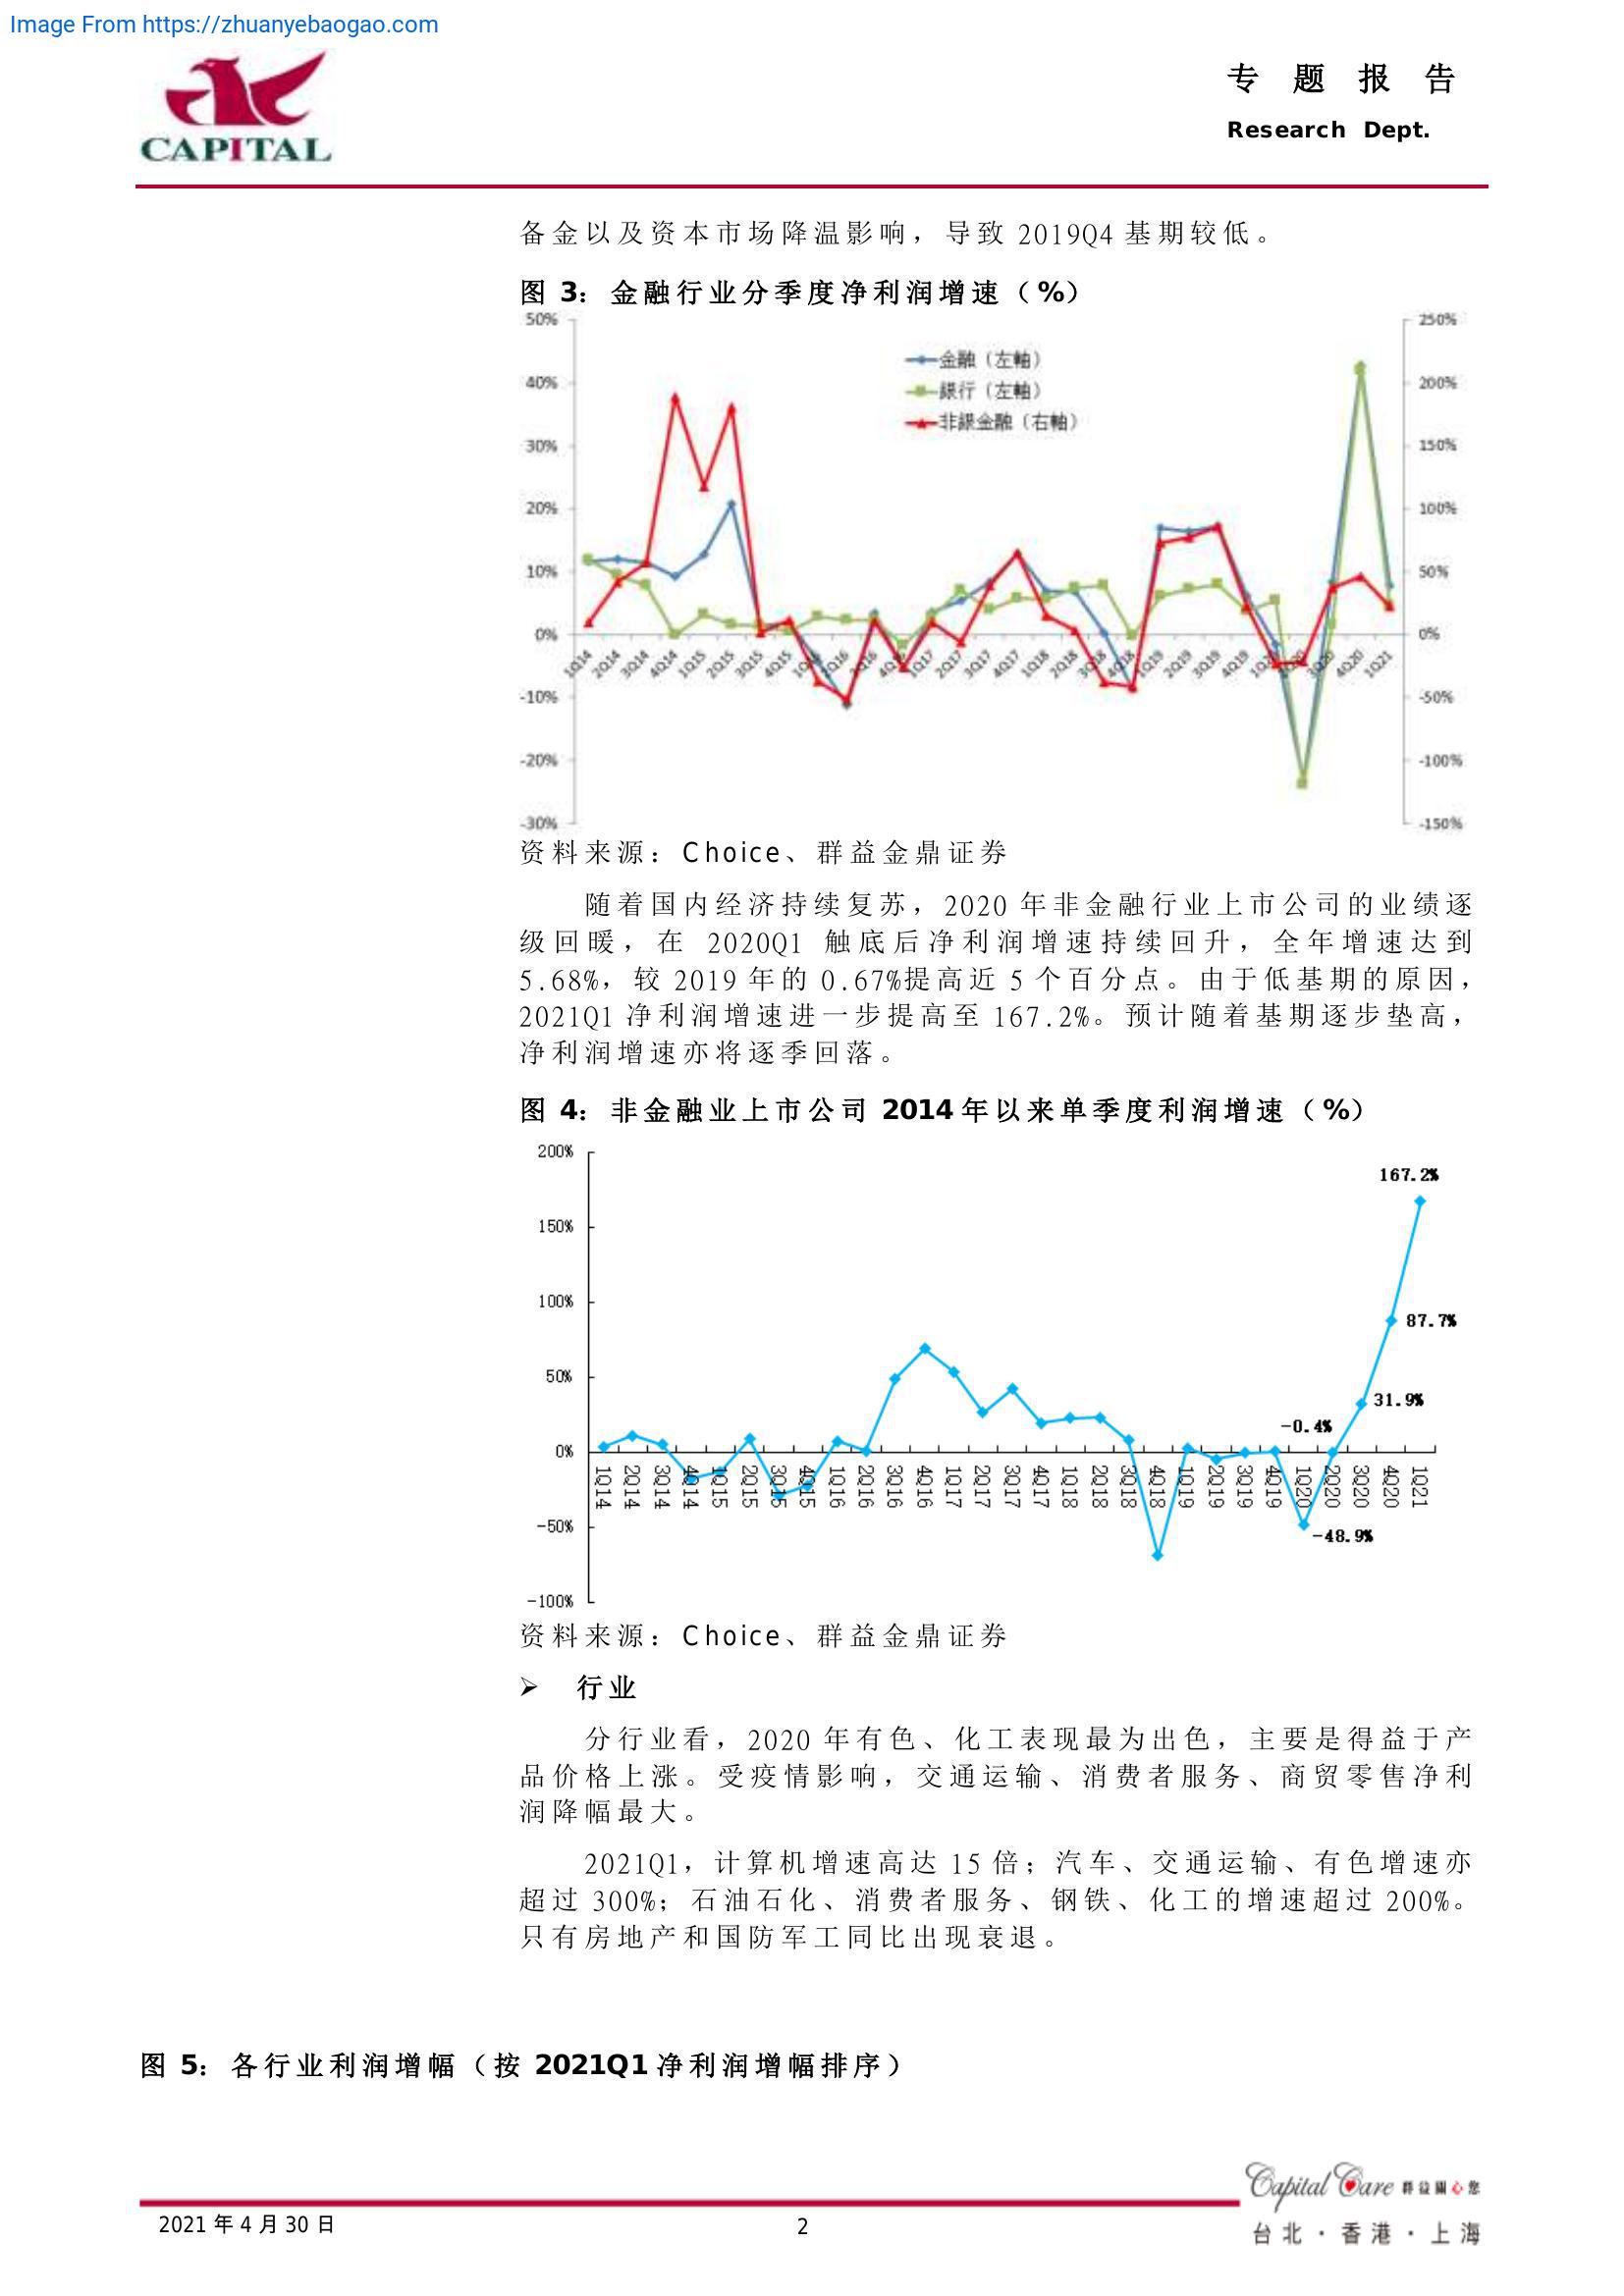 Image From https://zhuanyebaogao.com
CAPITAL
专 题 报 告
Research Dept.
备金以及资本市场降温影响，导致 2019Q4 基期较低。
图 3：金融行业分季度净利润增速（%）
50%
40%
30%
20%
10%
0%
-10%
-20%
-30%
250%
200%
150%
100%
50%
0%
-50%
-100%
-150%
金融（左軸）
銀行（左軸）
非銀金融（右軸）
1Q14 2Q14 3Q14 4Q14 1Q15 2Q15 3Q15 4Q15 1Q16 2Q16 3Q16 4Q16 1Q17 2Q17 3Q17 4Q17 1Q18 2Q18 3Q18 4Q18 1Q19 2Q19 3Q19 4Q19 1Q20 2Q20 3Q20 4Q20 1Q21
资料来源：Choice、群益金鼎证券
随着国内经济持续复苏，2020 年非金融行业上市公司的业绩逐
级回暖，在 2020Q1 触底后净利润增速持续回升，全年增速达到
5.68%，较 2019 年的 0.67%提高近 5 个百分点。由于低基期的原因，
2021Q1 净利润增速进一步提高至 167.2%。预计随着基期逐步垫高，
净利润增速亦将逐季回落。
图 4：非金融业上市公司 2014 年以来单季度利润增速（%）
200%
150%
100%
50%
0%
-50%
-100%
167.2%
87.7%
31.9%
-0.4%
-48.9%
1Q14 2Q14 3Q14 4Q14 1Q15 2Q15 3Q15 4Q15 1Q16 2Q16 3Q16 4Q16 1Q17 2Q17 3Q17 4Q17 1Q18 2Q18 3Q18 4Q18 1Q19 2Q19 3Q19 4Q19 1Q20 2Q20 3Q20 4Q20 1Q21
资料来源：Choice、群益金鼎证券
➢ 行业
分行业看，2020 年有色、化工表现最为出色，主要是得益于产
品价格上涨。受疫情影响，交通运输、消费者服务、商贸零售净利
润降幅最大。
2021Q1，计算机增速高达 15 倍；汽车、交通运输、有色增速亦
超过 300%；石油石化、消费者服务、钢铁、化工的增速超过 200%。
只有房地产和国防军工同比出现衰退。
图 5：各行业利润增幅（按 2021Q1 净利润增幅排序）
Capital Care 群益關心您
2021 年 4 月 30 日
2
台北·香港·上海